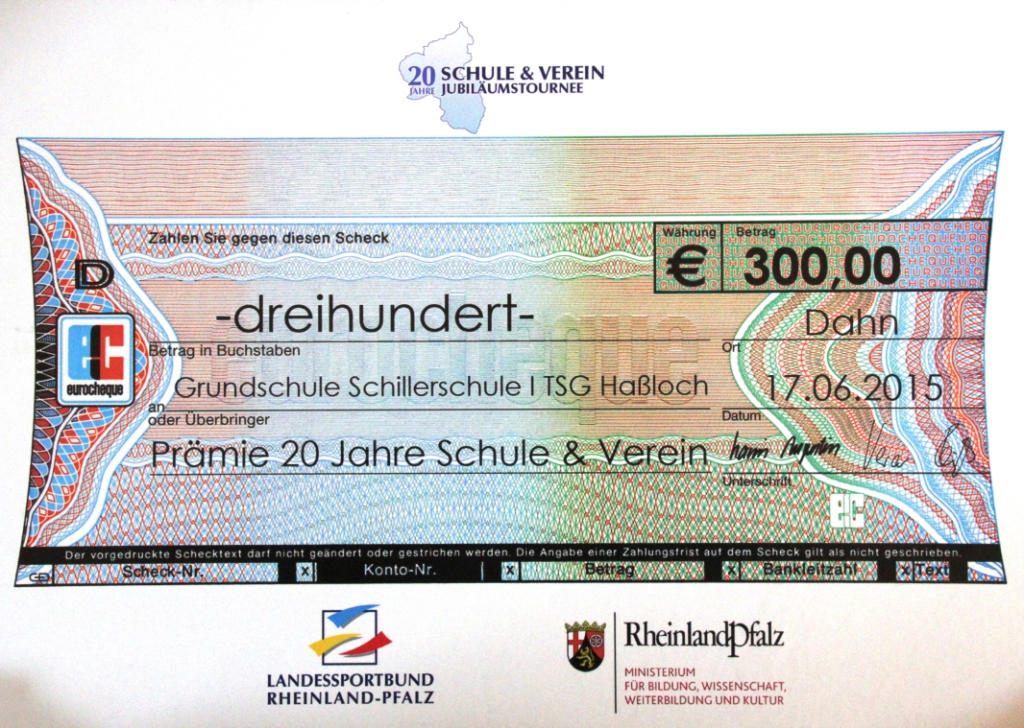 20 SCHULE & VEREIN
JAHRE JUBILÄUMSTOURNEE
Zahlen Sie gegen diesen Scheck
Währung Betrag
€ 300,00
D
-dreihundert-
Dahn
Betrag in Buchstaben
Ort
ec
eurocheque
Grundschule Schillerschule I TSG Haßloch
17.06.2015
an
oder Überbringer
Datum
Prämie 20 Jahre Schule & Verein
Unterschrift
ec
Der vorgedruckte Schecktext darf nicht geändert oder gestrichen werden. Die Angabe einer Zahlungsfrist auf dem Scheck gilt als nicht geschrieben.
Scheck-Nr. x Konto-Nr. x Betrag x Bankleitzahl x Text
LANDESSPORTBUND
RHEINLAND-PFALZ
RheinlandPfalz
MINISTERIUM
FÜR BILDUNG, WISSENSCHAFT,
WEITERBILDUNG UND KULTUR